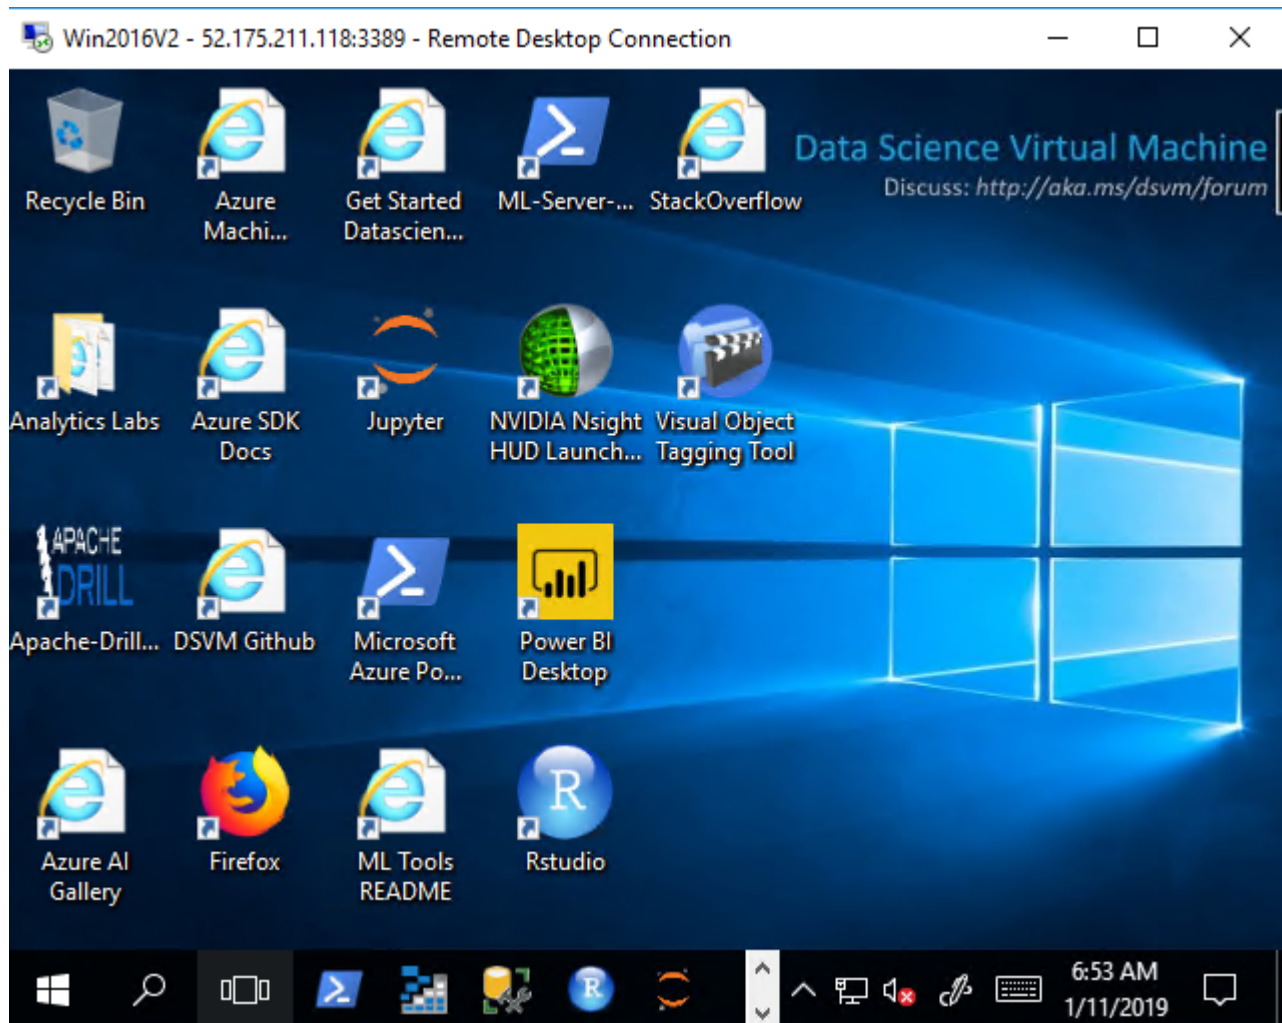 Win2016V2 - 52.175.211.118:3389 - Remote Desktop Connection
Data Science Virtual Machine
Discuss: http://aka.ms/dsvm/forum
Recycle Bin
Azure
Machi...
Get Started
Datascien...
ML-Server-...
StackOverflow
Analytics Labs
Azure SDK
Docs
Jupyter
NVIDIA Nsight
HUD Launch...
Visual Object
Tagging Tool
APACHE
DRILL
Apache-Drill...
DSVM Github
Microsoft
Azure Po...
Power BI
Desktop
Azure AI
Gallery
Firefox
ML Tools
README
R
Rstudio
R
6:53 AM
1/11/2019